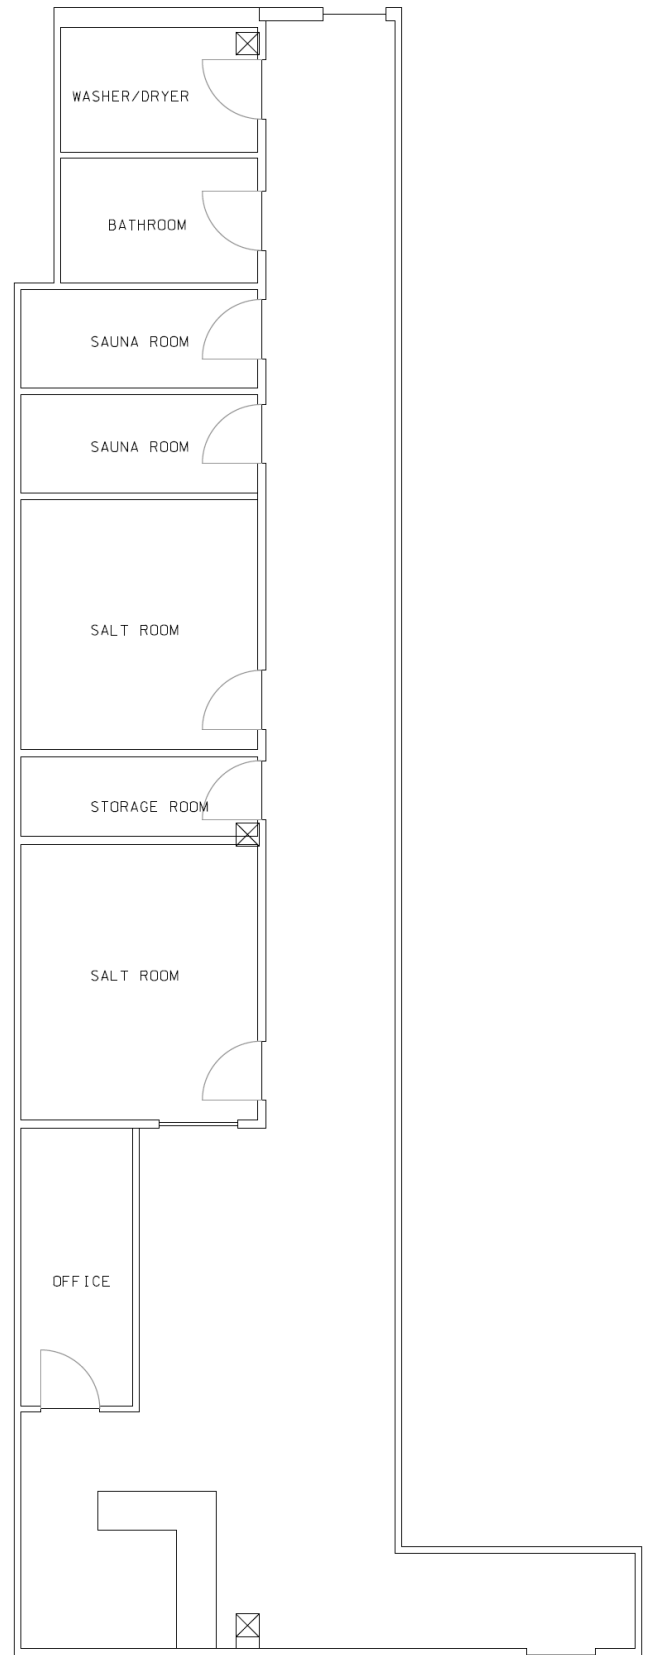 WASHER/DRYER
BATHROOM
SAUNA ROOM
SAUNA ROOM
SALT ROOM
STORAGE ROOM
SALT ROOM
OFFICE